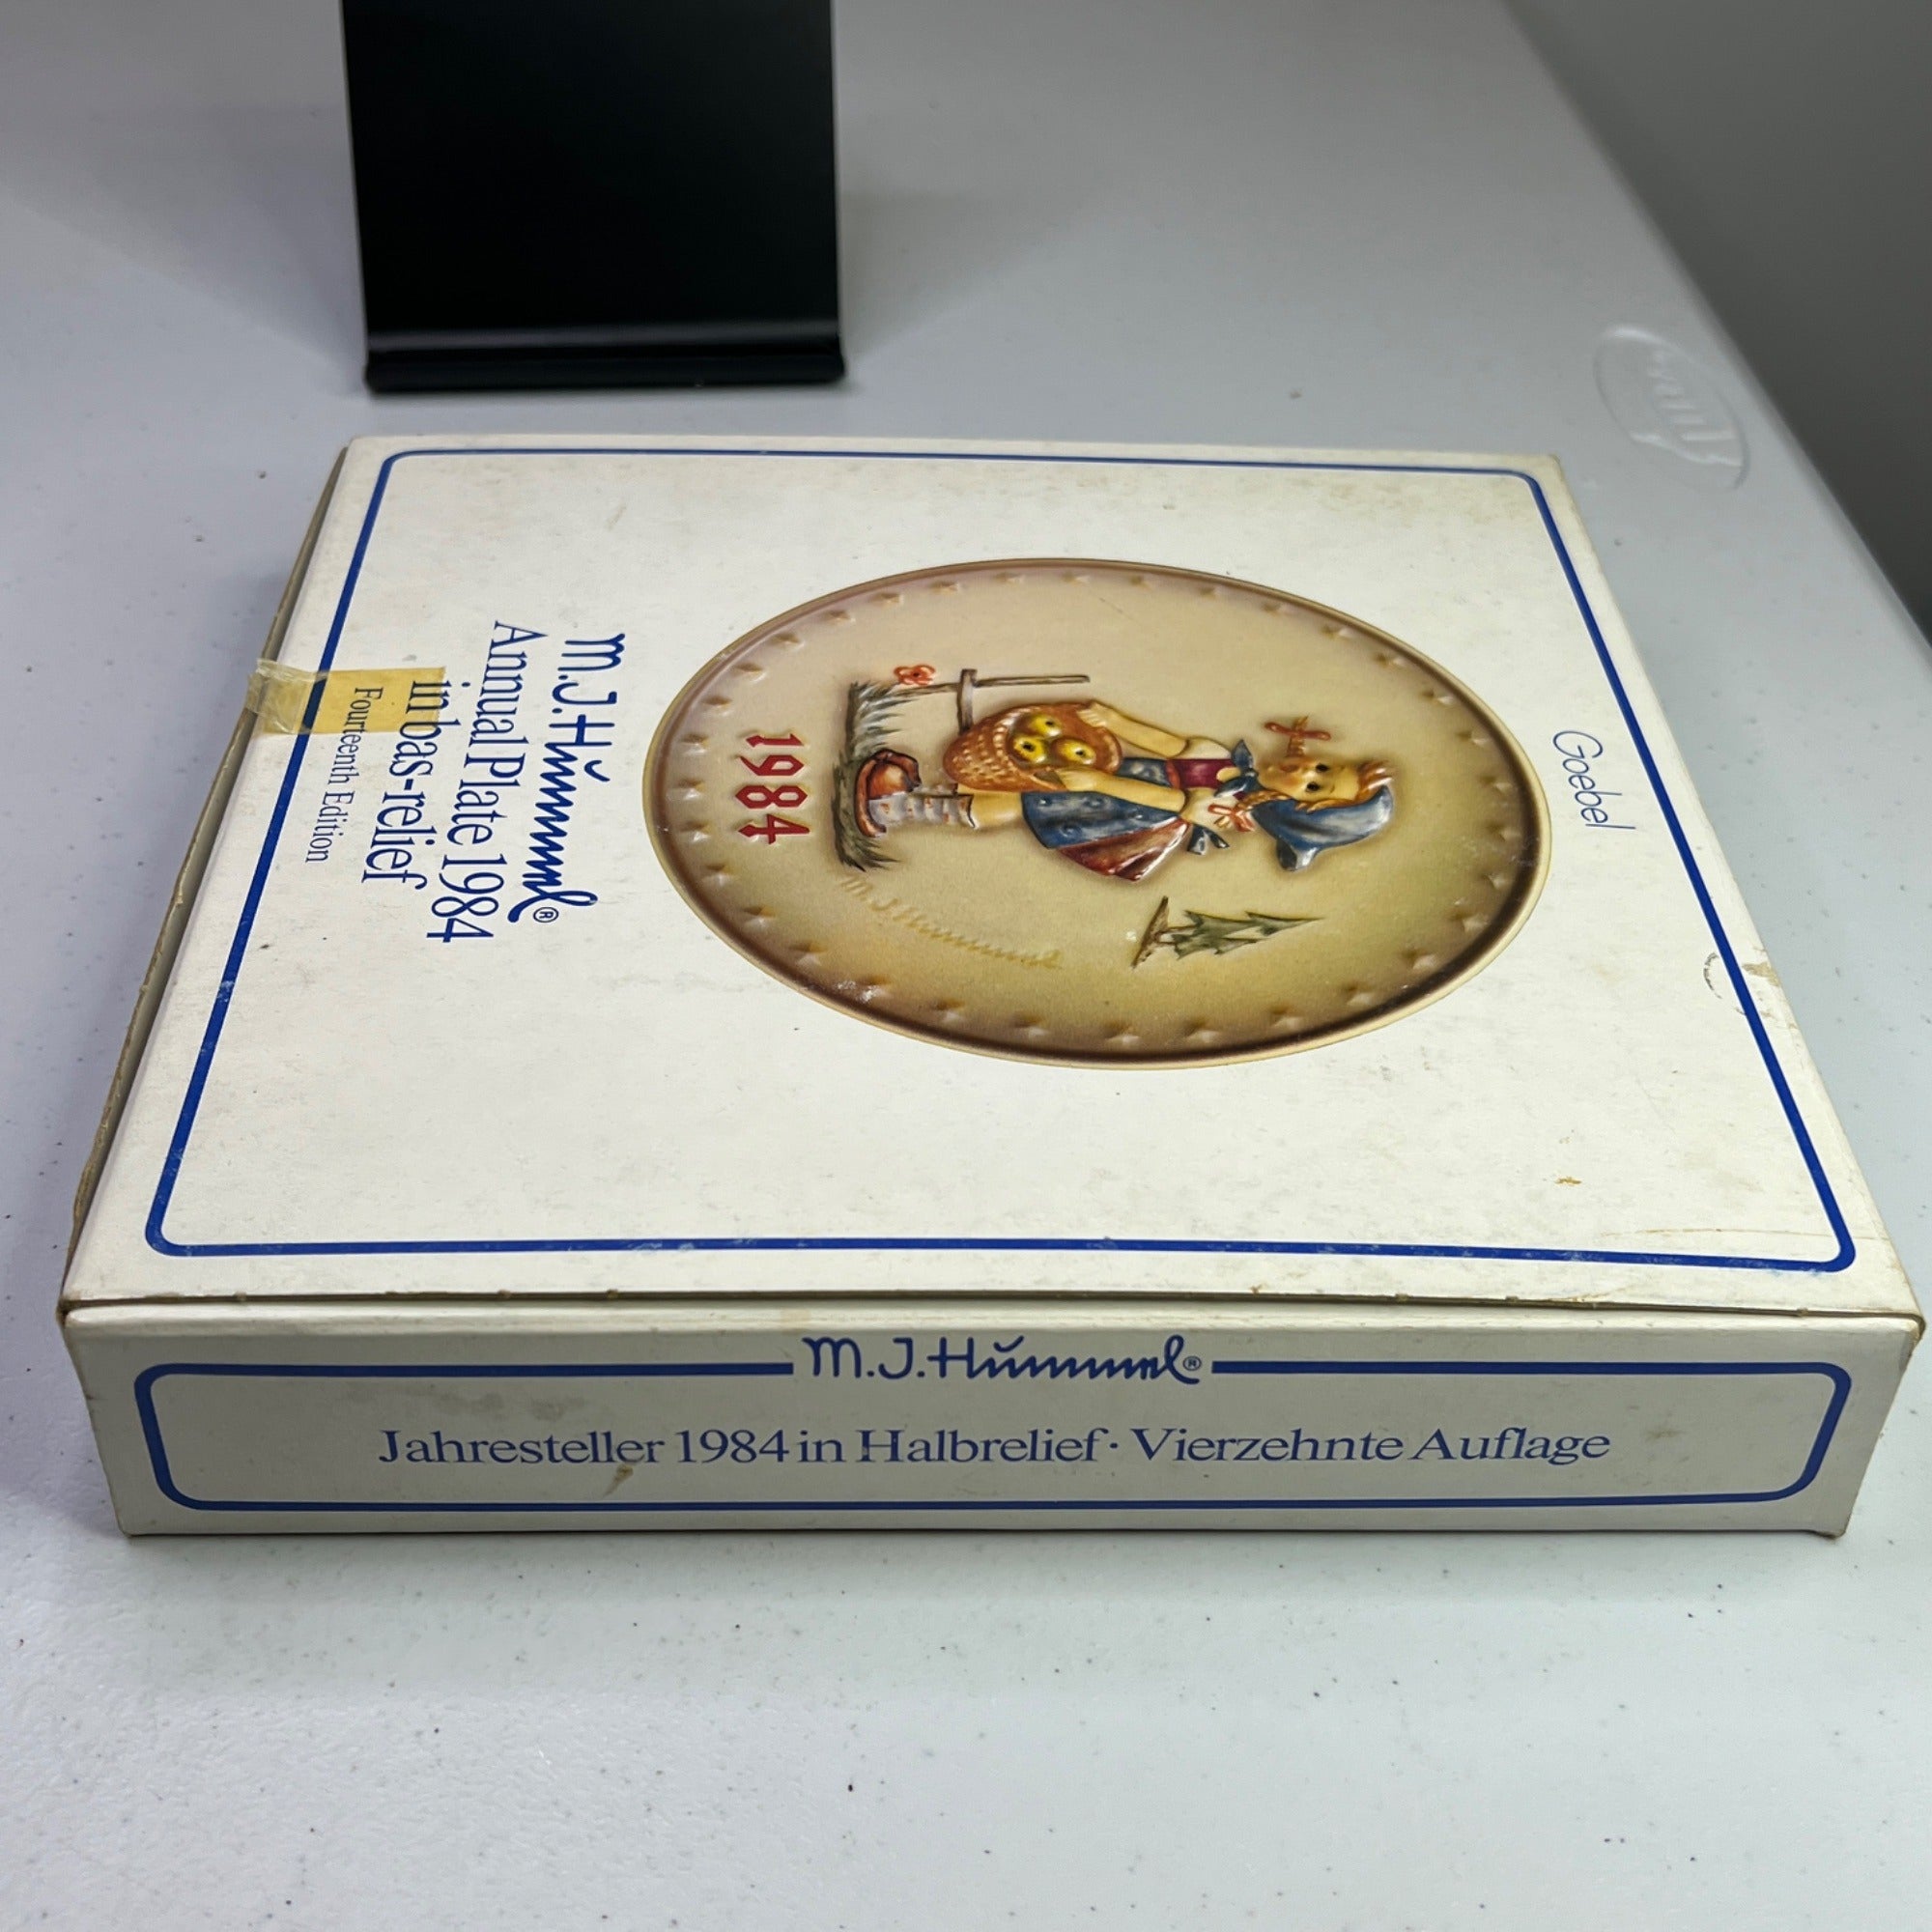 Goebel
1984
M.J.Hummel
M.J.Hummel®
Annual Plate 1984
in bas-relief
Fourteenth Edition
M.J.Hummel®
Jahresteller 1984 in Halbrelief · Vierzehnte Auflage